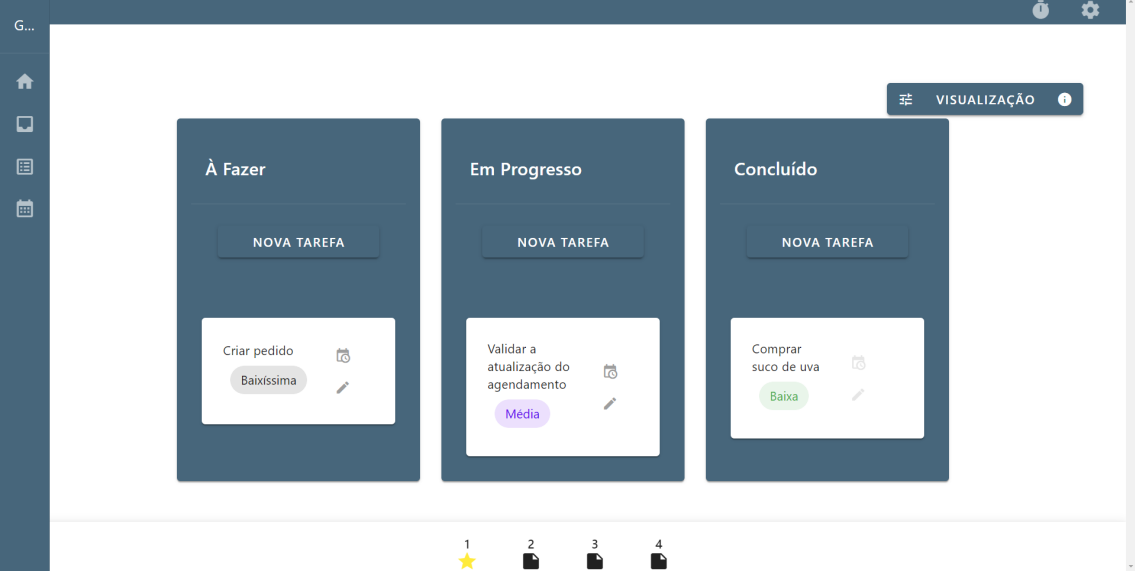 G...
VISUALIZAÇÃO
À Fazer
NOVA TAREFA
Criar pedido
Baixíssima
Em Progresso
NOVA TAREFA
Validar a
atualização do
agendamento
Média
Concluído
NOVA TAREFA
Comprar
suco de uva
Baixa
1
2
3
4